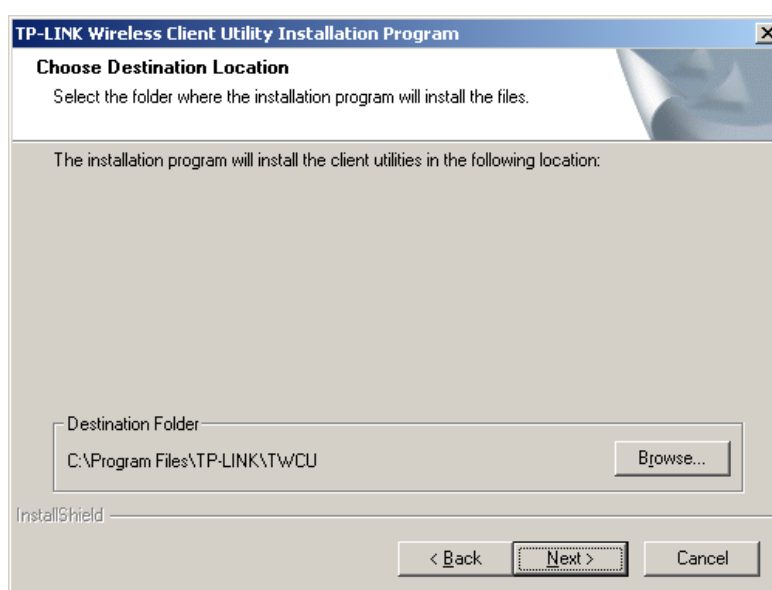 TP-LINK Wireless Client Utility Installation Program
Choose Destination Location
Select the folder where the installation program will install the files.
The installation program will install the client utilities in the following location:
Destination Folder
C:\Program Files\TP-LINK\TWCU
Browse...
InstallShield
< Back
Next >
Cancel